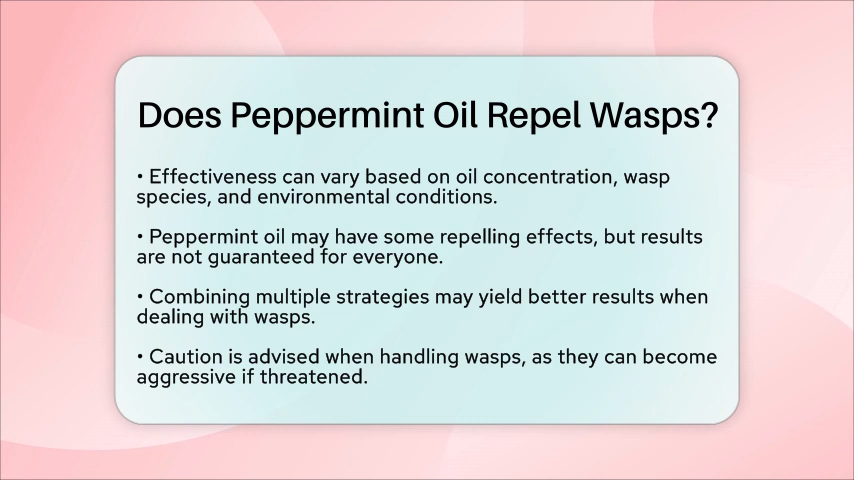 Does Peppermint Oil Repel Wasps?
• Effectiveness can vary based on oil concentration, wasp
species, and environmental conditions.
• Peppermint oil may have some repelling effects, but results
are not guaranteed for everyone.
• Combining multiple strategies may yield better results when
dealing with wasps.
• Caution is advised when handling wasps, as they can become
aggressive if threatened.